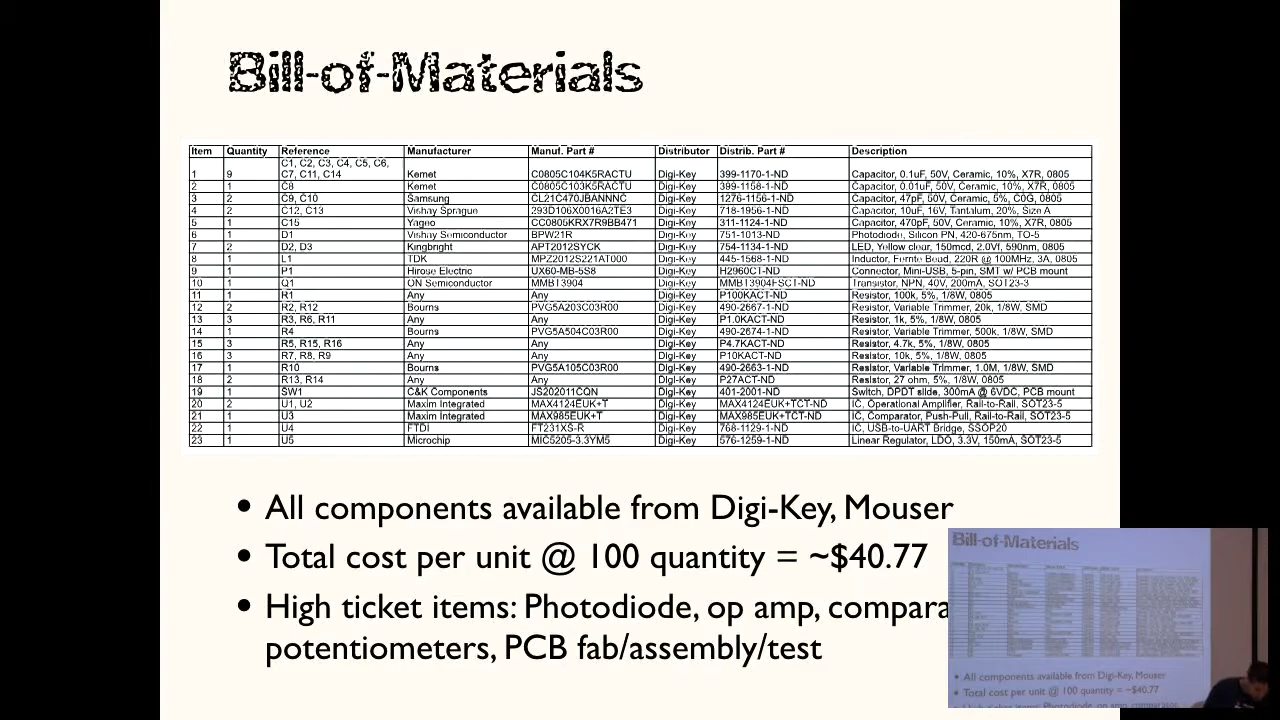 Bill-of-Materials
Item Quantity Reference Manufacturer Manuf. Part # Distributor Distrib. Part # Description
1 9 C1, C2, C3, C4, C5, C6, C7, C11, C14 Kemet C0805C104K5RACTU Digi-Key 399-1170-1-ND Capacitor, 0.1uF, 50V, Ceramic, 10%, X7R, 0805
2 1 C8 Kemet C0805C103K5RACTU Digi-Key 399-1158-1-ND Capacitor, 0.01uF, 50V, Ceramic, 10%, X7R, 0805
3 2 C9, C10 Samsung CL21C470JBANNNC Digi-Key 1276-1156-1-ND Capacitor, 47pF, 50V, Ceramic, 5%, C0G, 0805
4 2 C12, C13 Vishay Sprague 293D106X0016A2TE3 Digi-Key 718-1956-1-ND Capacitor, 10uF, 16V, Tantalum, 20%, Size A
5 1 C15 Yageo CC0805KRX7R9BB471 Digi-Key 311-1124-1-ND Capacitor, 470pF, 50V, Ceramic, 10%, X7R, 0805
6 1 D1 Vishay Semiconductor BPW21R Digi-Key 751-1013-ND Photodiode, Silicon PN, 420-675nm, TO-5
7 2 D2, D3 Kingbright APT2012SYCK Digi-Key 754-1134-1-ND LED, Yellow clear, 150mcd, 2.0Vf, 590nm, 0805
8 1 L1 TDK MPZ2012S221AT000 Digi-Key 445-1568-1-ND Inductor, Ferrite Bead, 220R @ 100MHz, 3A, 0805
9 1 P1 Hirose Electric UX60-MB-5S8 Digi-Key H2960CT-ND Connector, Mini-USB, 5-pin, SMT w/ PCB mount
10 1 Q1 ON Semiconductor MMBT3904 Digi-Key MMBT3904FSCT-ND Transistor, NPN, 40V, 200mA, SOT23-3
11 1 R1 Any Any Digi-Key P100KACT-ND Resistor, 100k, 5%, 1/8W, 0805
12 2 R2, R12 Bourns PVG5A203C03R00 Digi-Key 490-2667-1-ND Resistor, Variable Trimmer, 20k, 1/8W, SMD
13 3 R3, R6, R11 Any Any Digi-Key P1.0KACT-ND Resistor, 1k, 5%, 1/8W, 0805
14 1 R4 Bourns PVG5A504C03R00 Digi-Key 490-2674-1-ND Resistor, Variable Trimmer, 500k, 1/8W, SMD
15 3 R5, R15, R16 Any Any Digi-Key P4.7KACT-ND Resistor, 4.7k, 5%, 1/8W, 0805
16 3 R7, R8, R9 Any Any Digi-Key P10KACT-ND Resistor, 10k, 5%, 1/8W, 0805
17 1 R10 Bourns PVG5A105C03R00 Digi-Key 490-2663-1-ND Resistor, Variable Trimmer, 1.0M, 1/8W, SMD
18 2 R13, R14 Any Any Digi-Key P27ACT-ND Resistor, 27 ohm, 5%, 1/8W, 0805
19 1 SW1 C&K Components JS202011CQN Digi-Key 401-2001-ND Switch, DPDT slide, 300mA @ 6VDC, PCB mount
20 2 U1, U2 Maxim Integrated MAX4124EUK+T Digi-Key MAX4124EUK+TCT-ND IC, Operational Amplifier, Rail-to-Rail, SOT23-5
21 1 U3 Maxim Integrated MAX985EUK+T Digi-Key MAX985EUK+TCT-ND IC, Comparator, Push-Pull, Rail-to-Rail, SOT23-5
22 1 U4 FTDI FT231XS-R Digi-Key 768-1129-1-ND IC, USB-to-UART Bridge, SSOP20
23 1 U5 Microchip MIC5205-3.3YM5 Digi-Key 576-1259-1-ND Linear Regulator, LDO, 3.3V, 150mA, SOT23-5
• All components available from Digi-Key, Mouser
• Total cost per unit @ 100 quantity = ~$40.77
• High ticket items: Photodiode, op amp, compara
potentiometers, PCB fab/assembly/test
Bill-of-Materials
• All components available from Digi-Key, Mouser
• Total cost per unit @ 100 quantity = ~$40.77